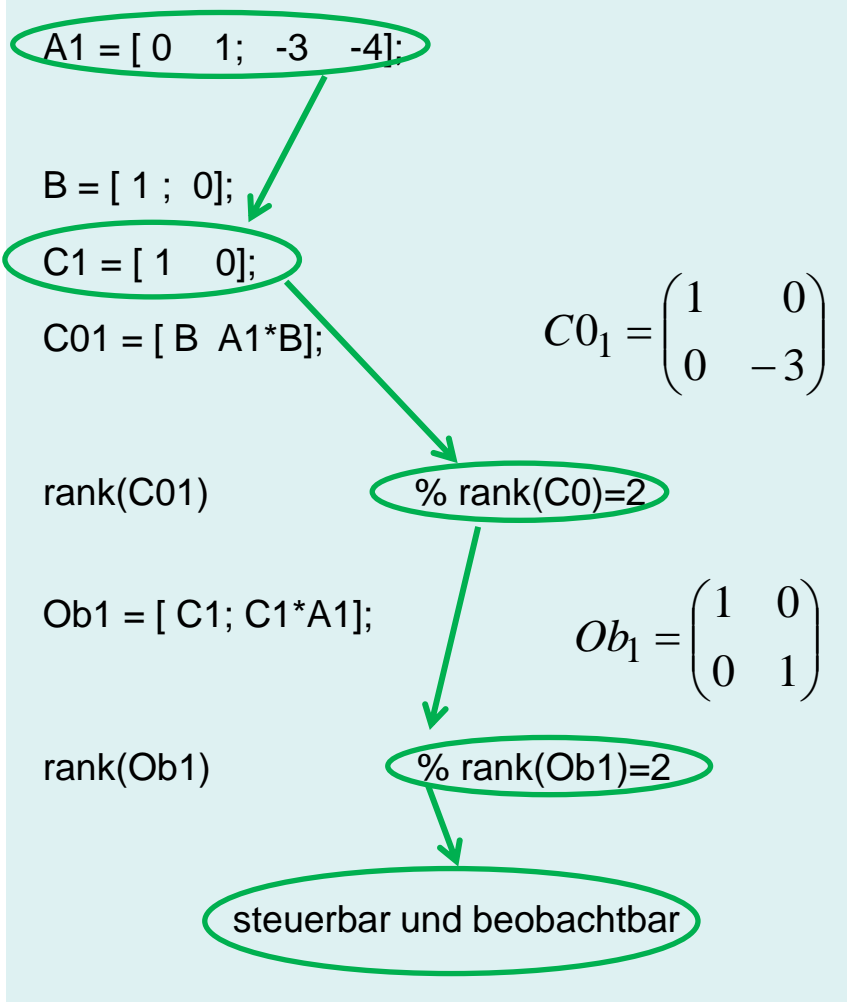 A1 = [ 0 1; -3 -4];
B = [ 1 ; 0];
C1 = [ 1 0];
C01 = [ B A1*B];
C0₁ = (1 0
0 −3)
rank(C01) % rank(C0)=2
Ob1 = [ C1; C1*A1];
Ob₁ = (1 0
0 1)
rank(Ob1) % rank(Ob1)=2
steuerbar und beobachtbar